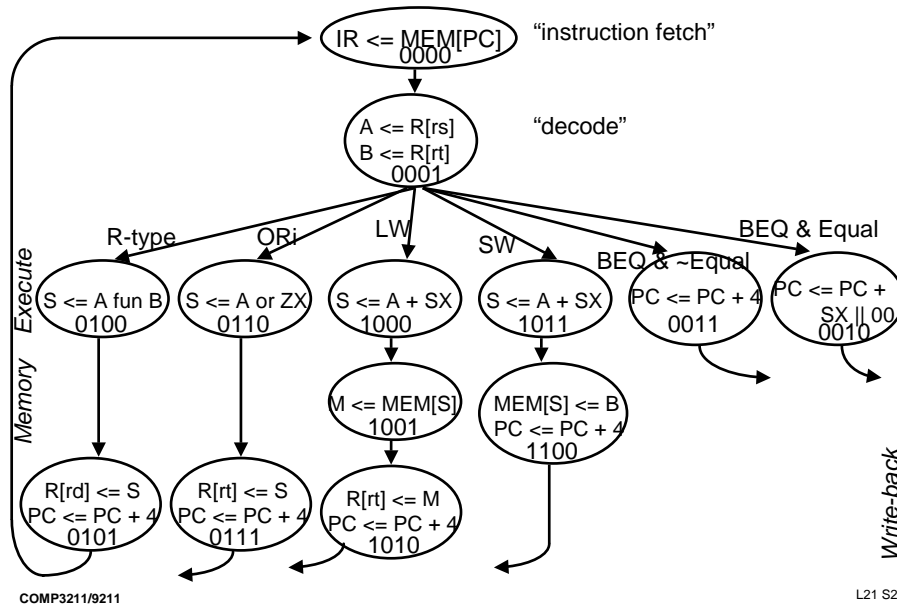 IR <= MEM[PC]
0000
“instruction fetch”
A <= R[rs]
B <= R[rt]
0001
“decode”
R-type
ORi
LW
SW
BEQ & ~Equal
BEQ & Equal
Execute
S <= A fun B
0100
S <= A or ZX
0110
S <= A + SX
1000
S <= A + SX
1011
PC <= PC + 4
0011
PC <= PC +
SX || 00
0010
Memory
M <= MEM[S]
1001
MEM[S] <= B
PC <= PC + 4
1100
Write-back
R[rd] <= S
PC <= PC + 4
0101
R[rt] <= S
PC <= PC + 4
0111
R[rt] <= M
PC <= PC + 4
1010
COMP3211/9211
L21 S2